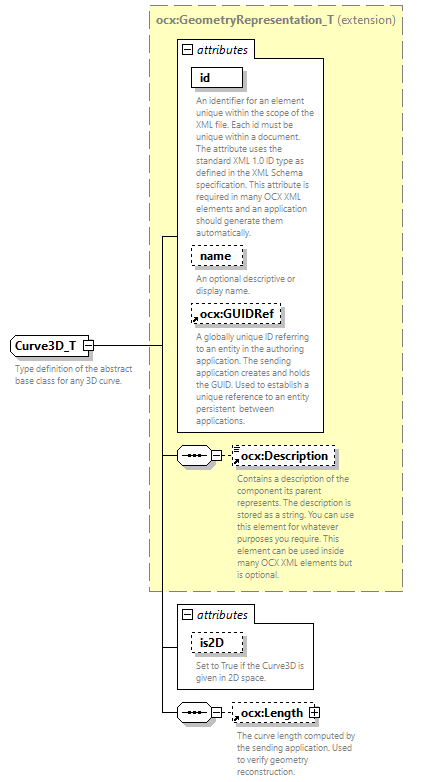 ocx:GeometryRepresentation_T (extension)
attributes
id
An identifier for an element
unique within the scope of the
XML file. Each id must be
unique within a document.
The attribute uses the
standard XML 1.0 ID type as
defined in the XML Schema
specification. This attribute is
required in many OCX XML
elements and an application
should generate them
automatically.
name
An optional descriptive or
display name.
ocx:GUIDRef
A globally unique ID referring
to an entity in the authoring
application. The sending
application creates and holds
the GUID. Used to establish a
unique reference to an entity
persistent between
applications.
Curve3D_T
Type definition of the abstract
base class for any 3D curve.
ocx:Description
Contains a description of the
component its parent
represents. The description is
stored as a string. You can use
this element for whatever
purposes you require. This
element can be used inside
many OCX XML elements but
is optional.
attributes
is2D
Set to True if the Curve3D is
given in 2D space.
ocx:Length
The curve length computed by
the sending application. Used
to verify geometry
reconstruction.